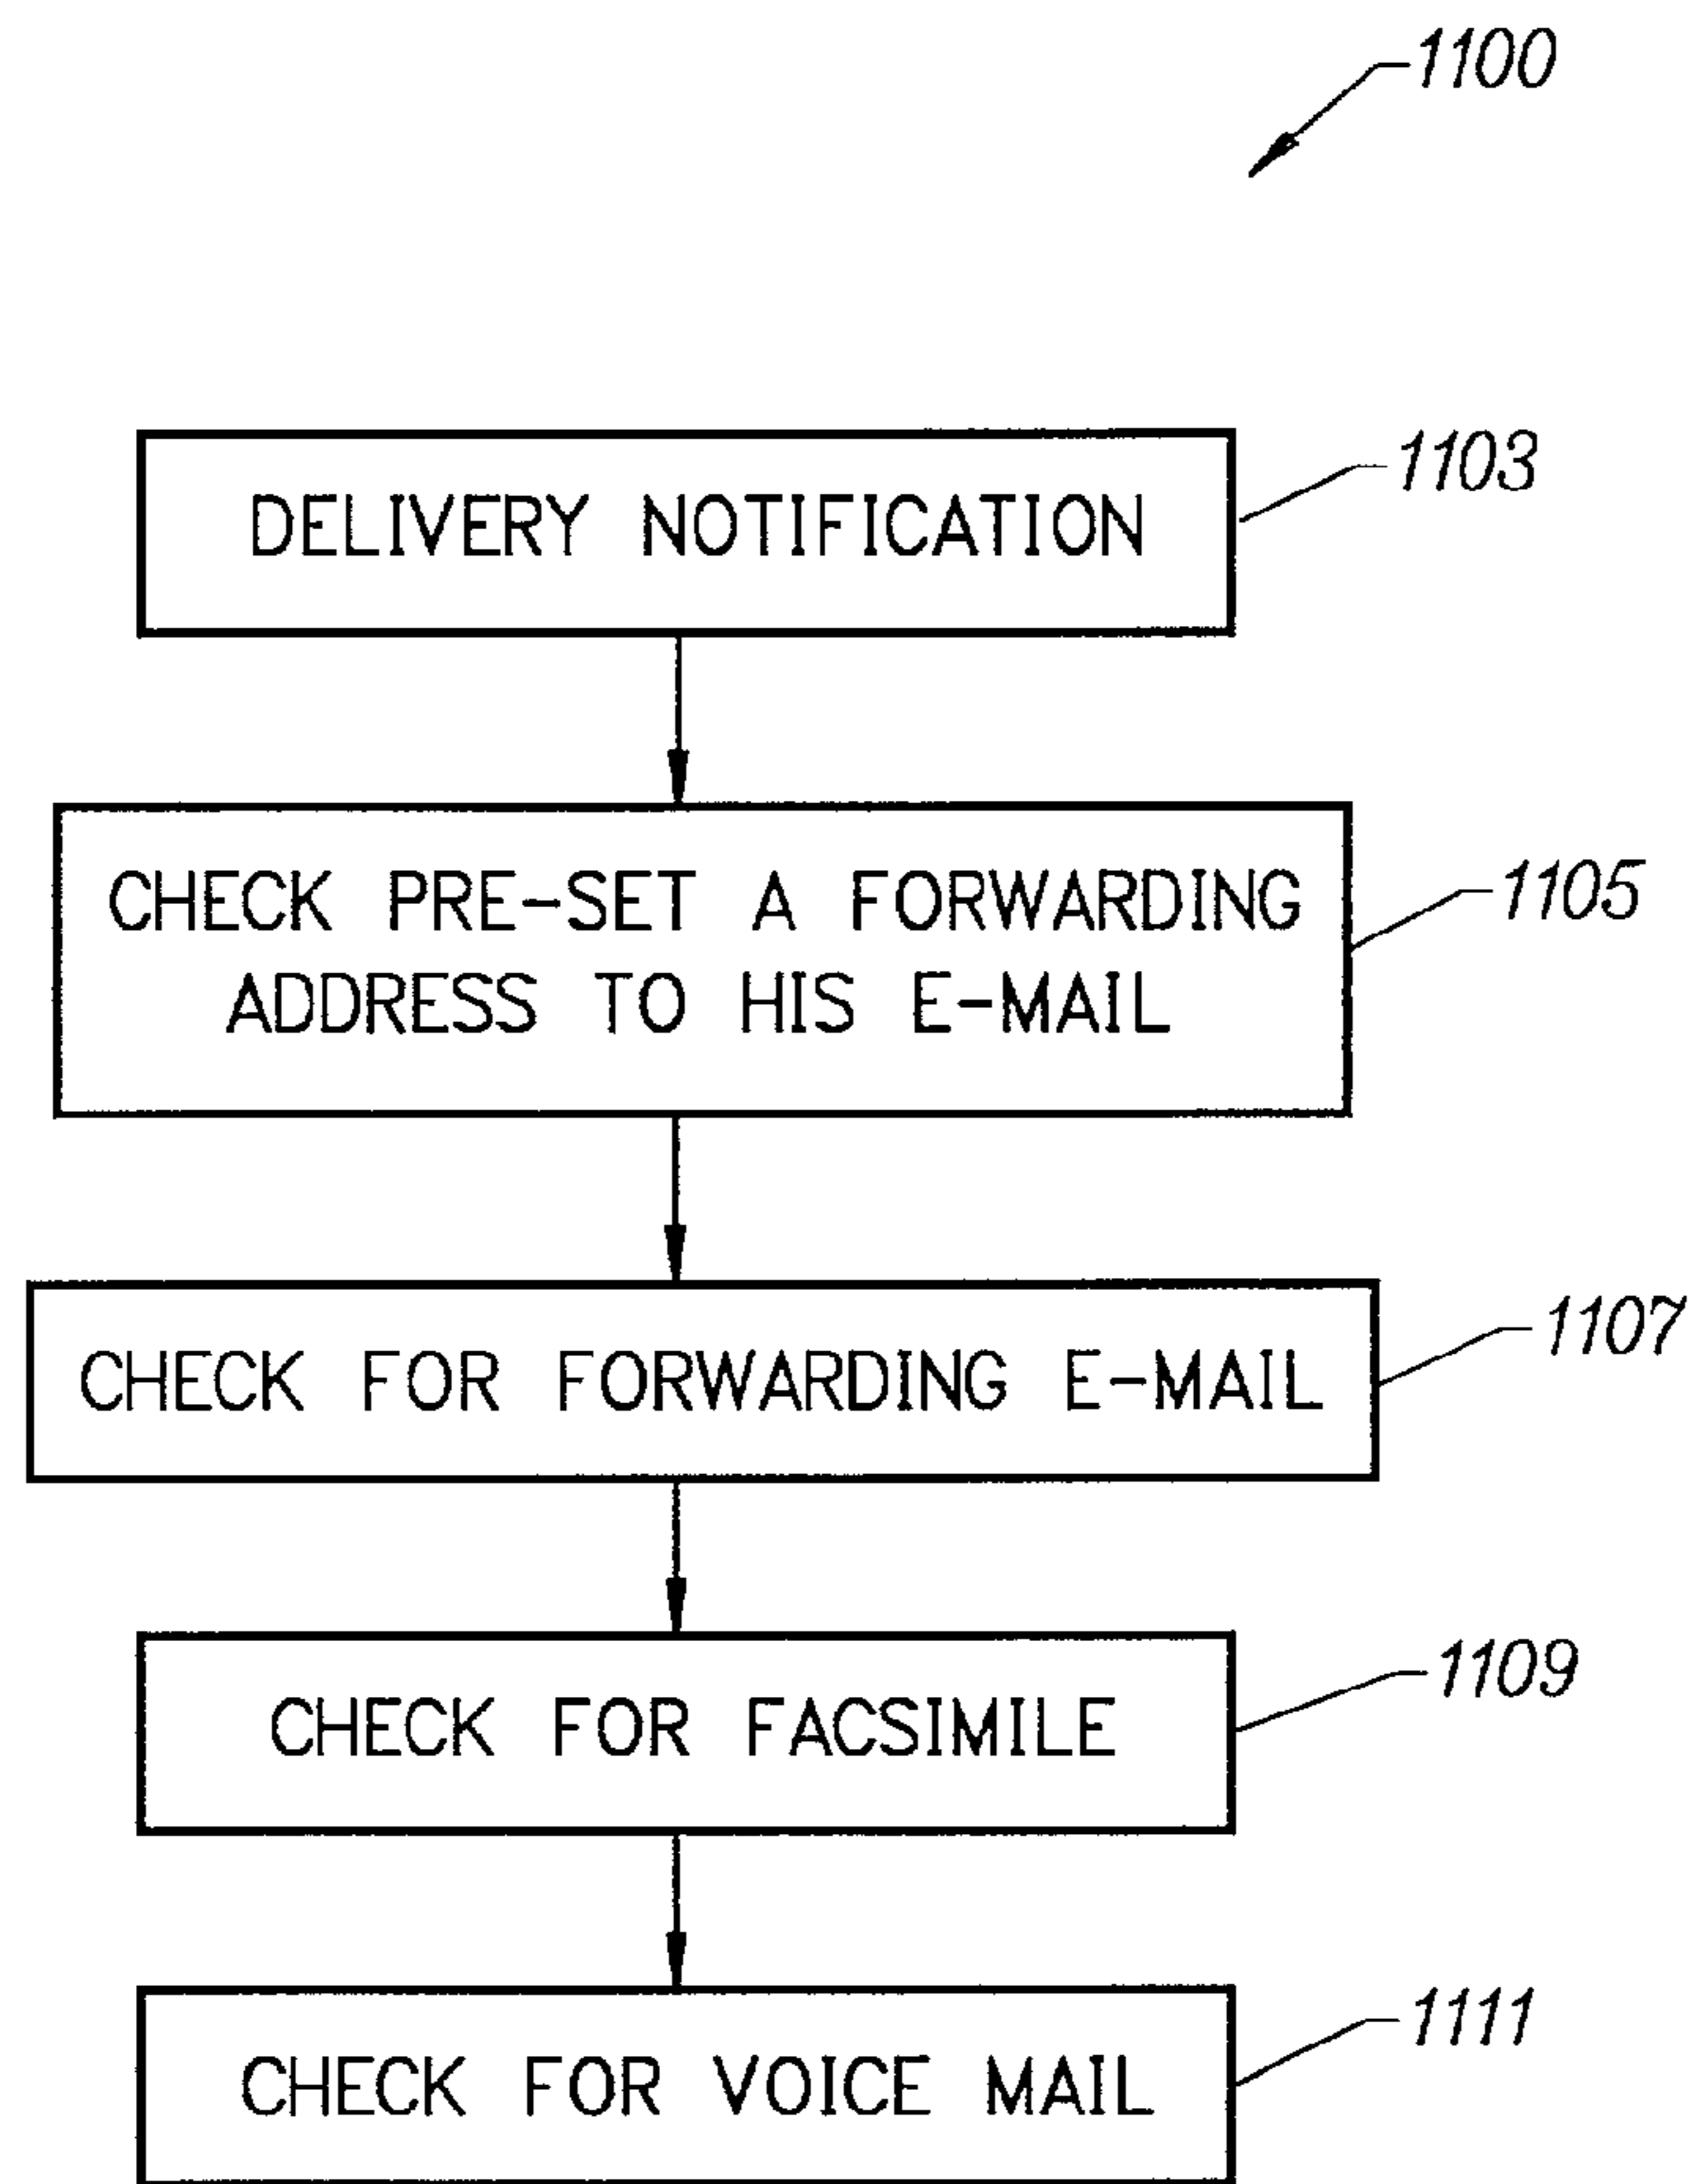 1100
DELIVERY NOTIFICATION
1103
CHECK PRE-SET A FORWARDING
ADDRESS TO HIS E-MAIL
1105
CHECK FOR FORWARDING E-MAIL
1107
CHECK FOR FACSIMILE
1109
CHECK FOR VOICE MAIL
1111